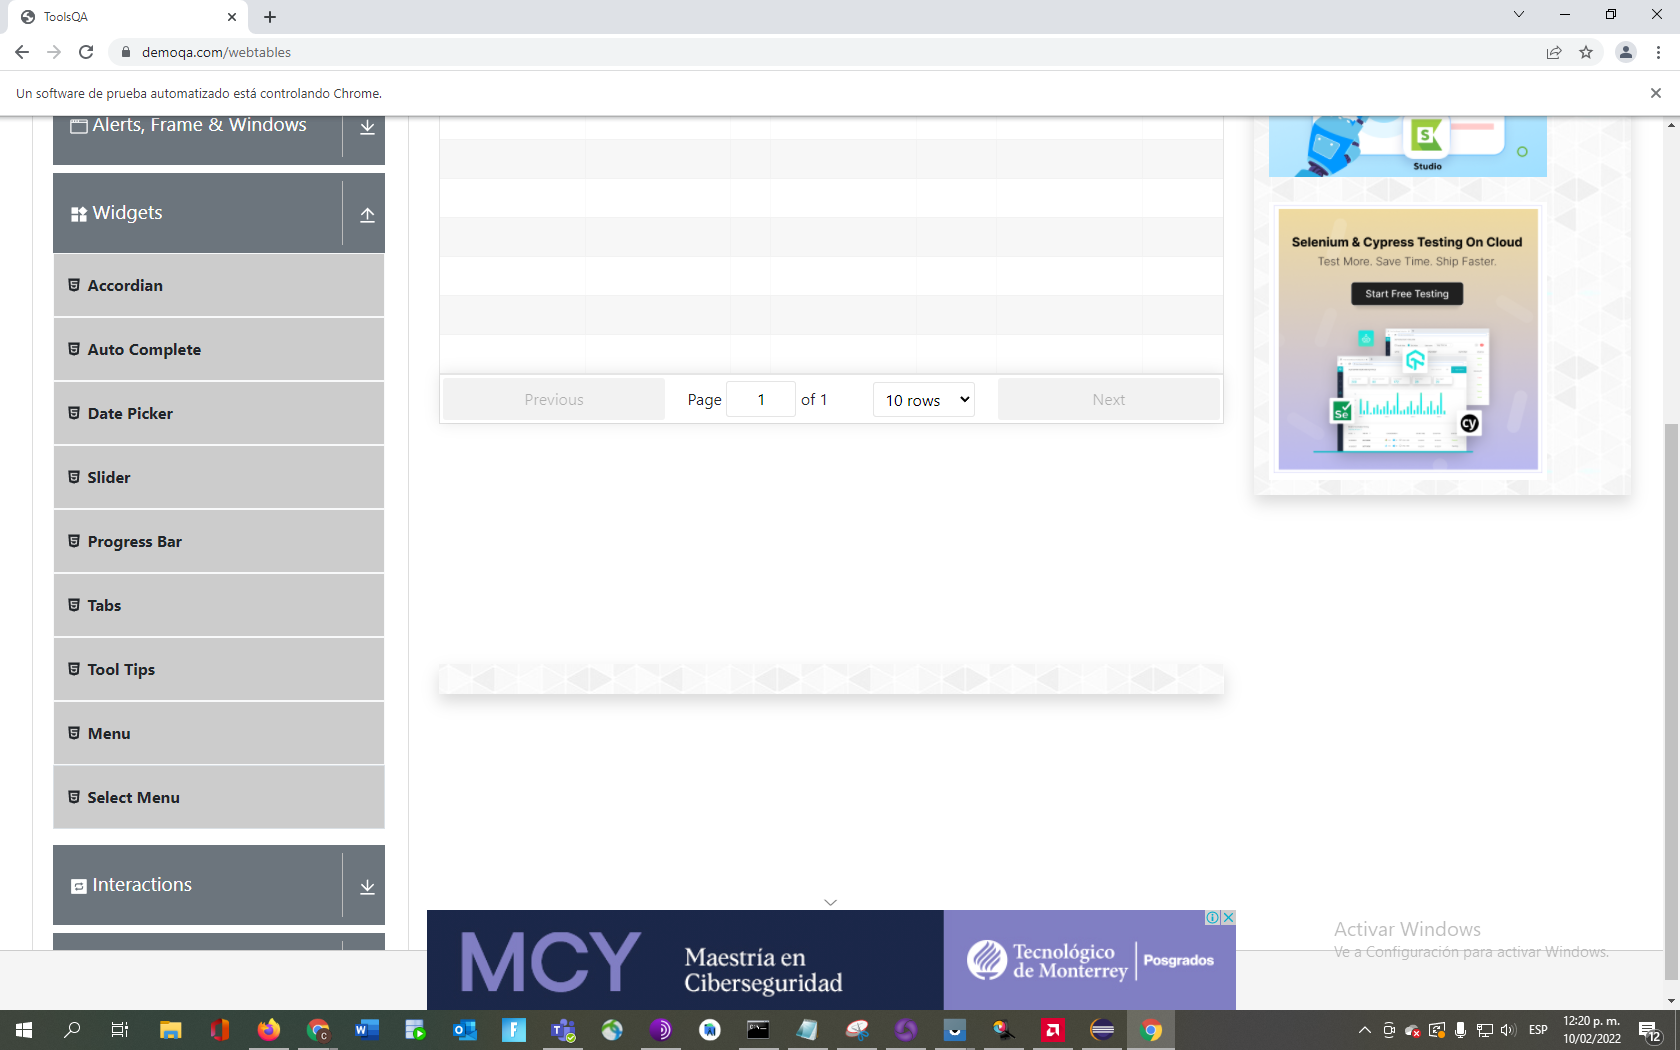 ToolsQA
demoqa.com/webtables
Un software de prueba automatizado está controlando Chrome.
Alerts, Frame & Windows
Widgets
Accordian
Auto Complete
Date Picker
Slider
Progress Bar
Tabs
Tool Tips
Menu
Select Menu
Interactions
Previous
Page 1 of 1
10 rows
Next
S
Studio
Selenium & Cypress Testing On Cloud
Test More. Save Time. Ship Faster.
Start Free Testing
Se
cy
MCY
Maestría en
Ciberseguridad
Tecnológico
de Monterrey
Posgrados
Activar Windows
Ve a Configuración para activar Windows.
ESP
12:20 p. m.
10/02/2022
12